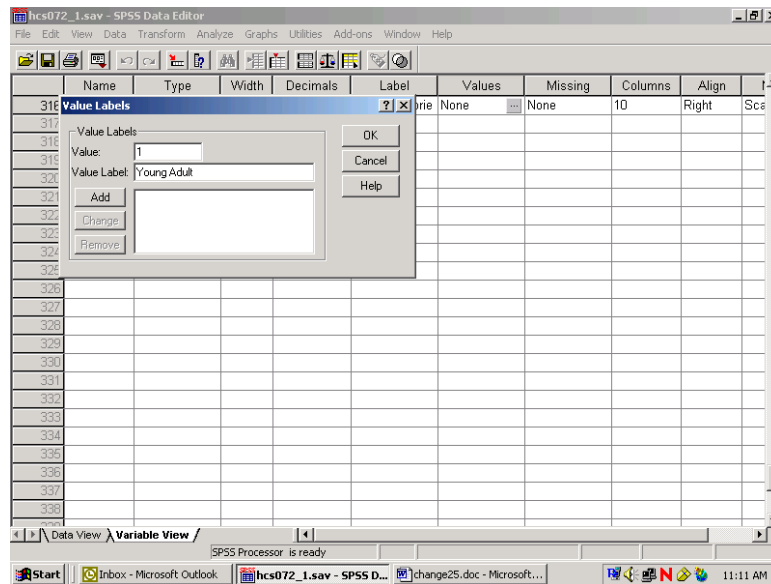 hcs072_1.sav - SPSS Data Editor
File Edit View Data Transform Analyze Graphs Utilities Add-ons Window Help
Name Type Width Decimals Label Values Missing Columns Align
316 None ... None 10 Right Sca
Value Labels
317
318
319
320
321
322
323
324
325
Value Labels
Value: 1
Value Label: Young Adult
Add
Change
Remove
OK
Cancel
Help
326
327
328
329
330
331
332
333
334
335
336
337
338
Data View Variable View
SPSS Processor is ready
Start Inbox - Microsoft Outlook hcs072_1.sav - SPSS D... change25.doc - Microsoft... 11:11 AM